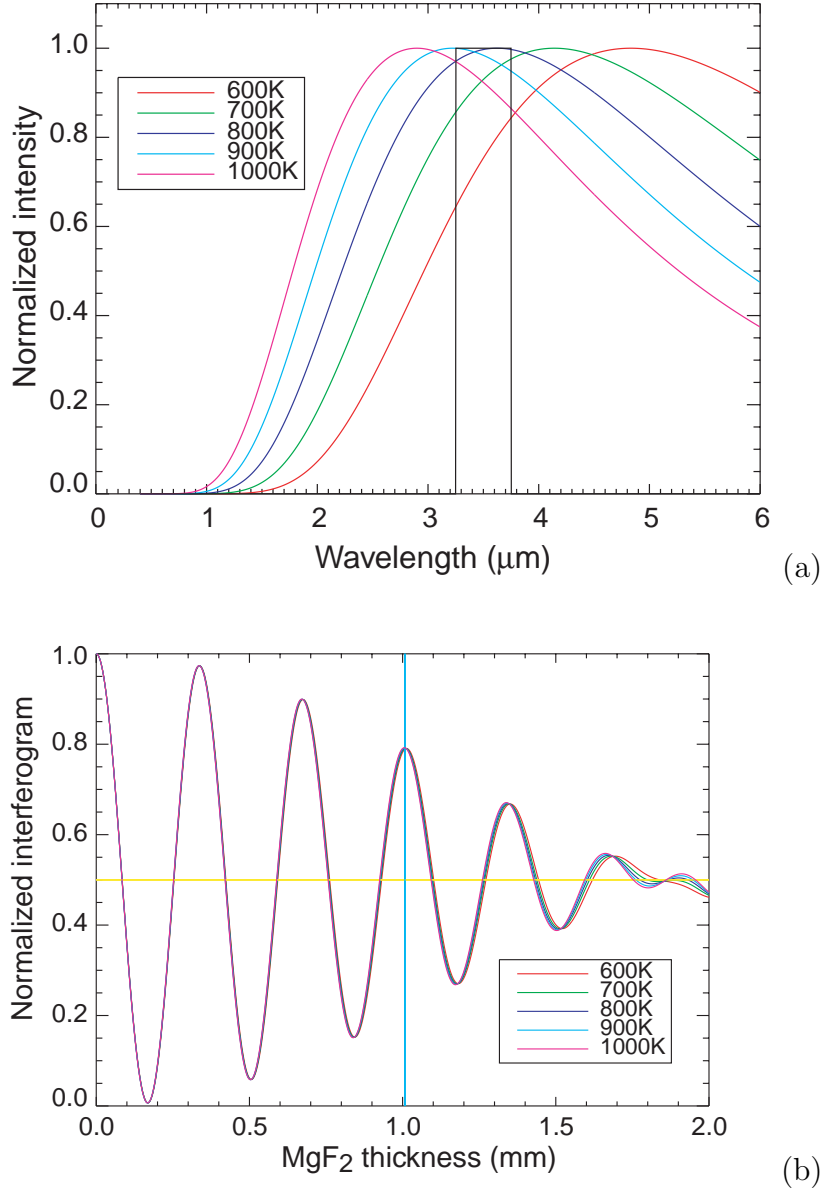 1.0
0.8
0.6
0.4
0.2
0.0
Normalized intensity
600K
700K
800K
900K
1000K
0 1 2 3 4 5 6
Wavelength (μm)
(a)
1.0
0.8
0.6
0.4
0.2
0.0
Normalized interferogram
600K
700K
800K
900K
1000K
0.0 0.5 1.0 1.5 2.0
MgF2 thickness (mm)
(b)